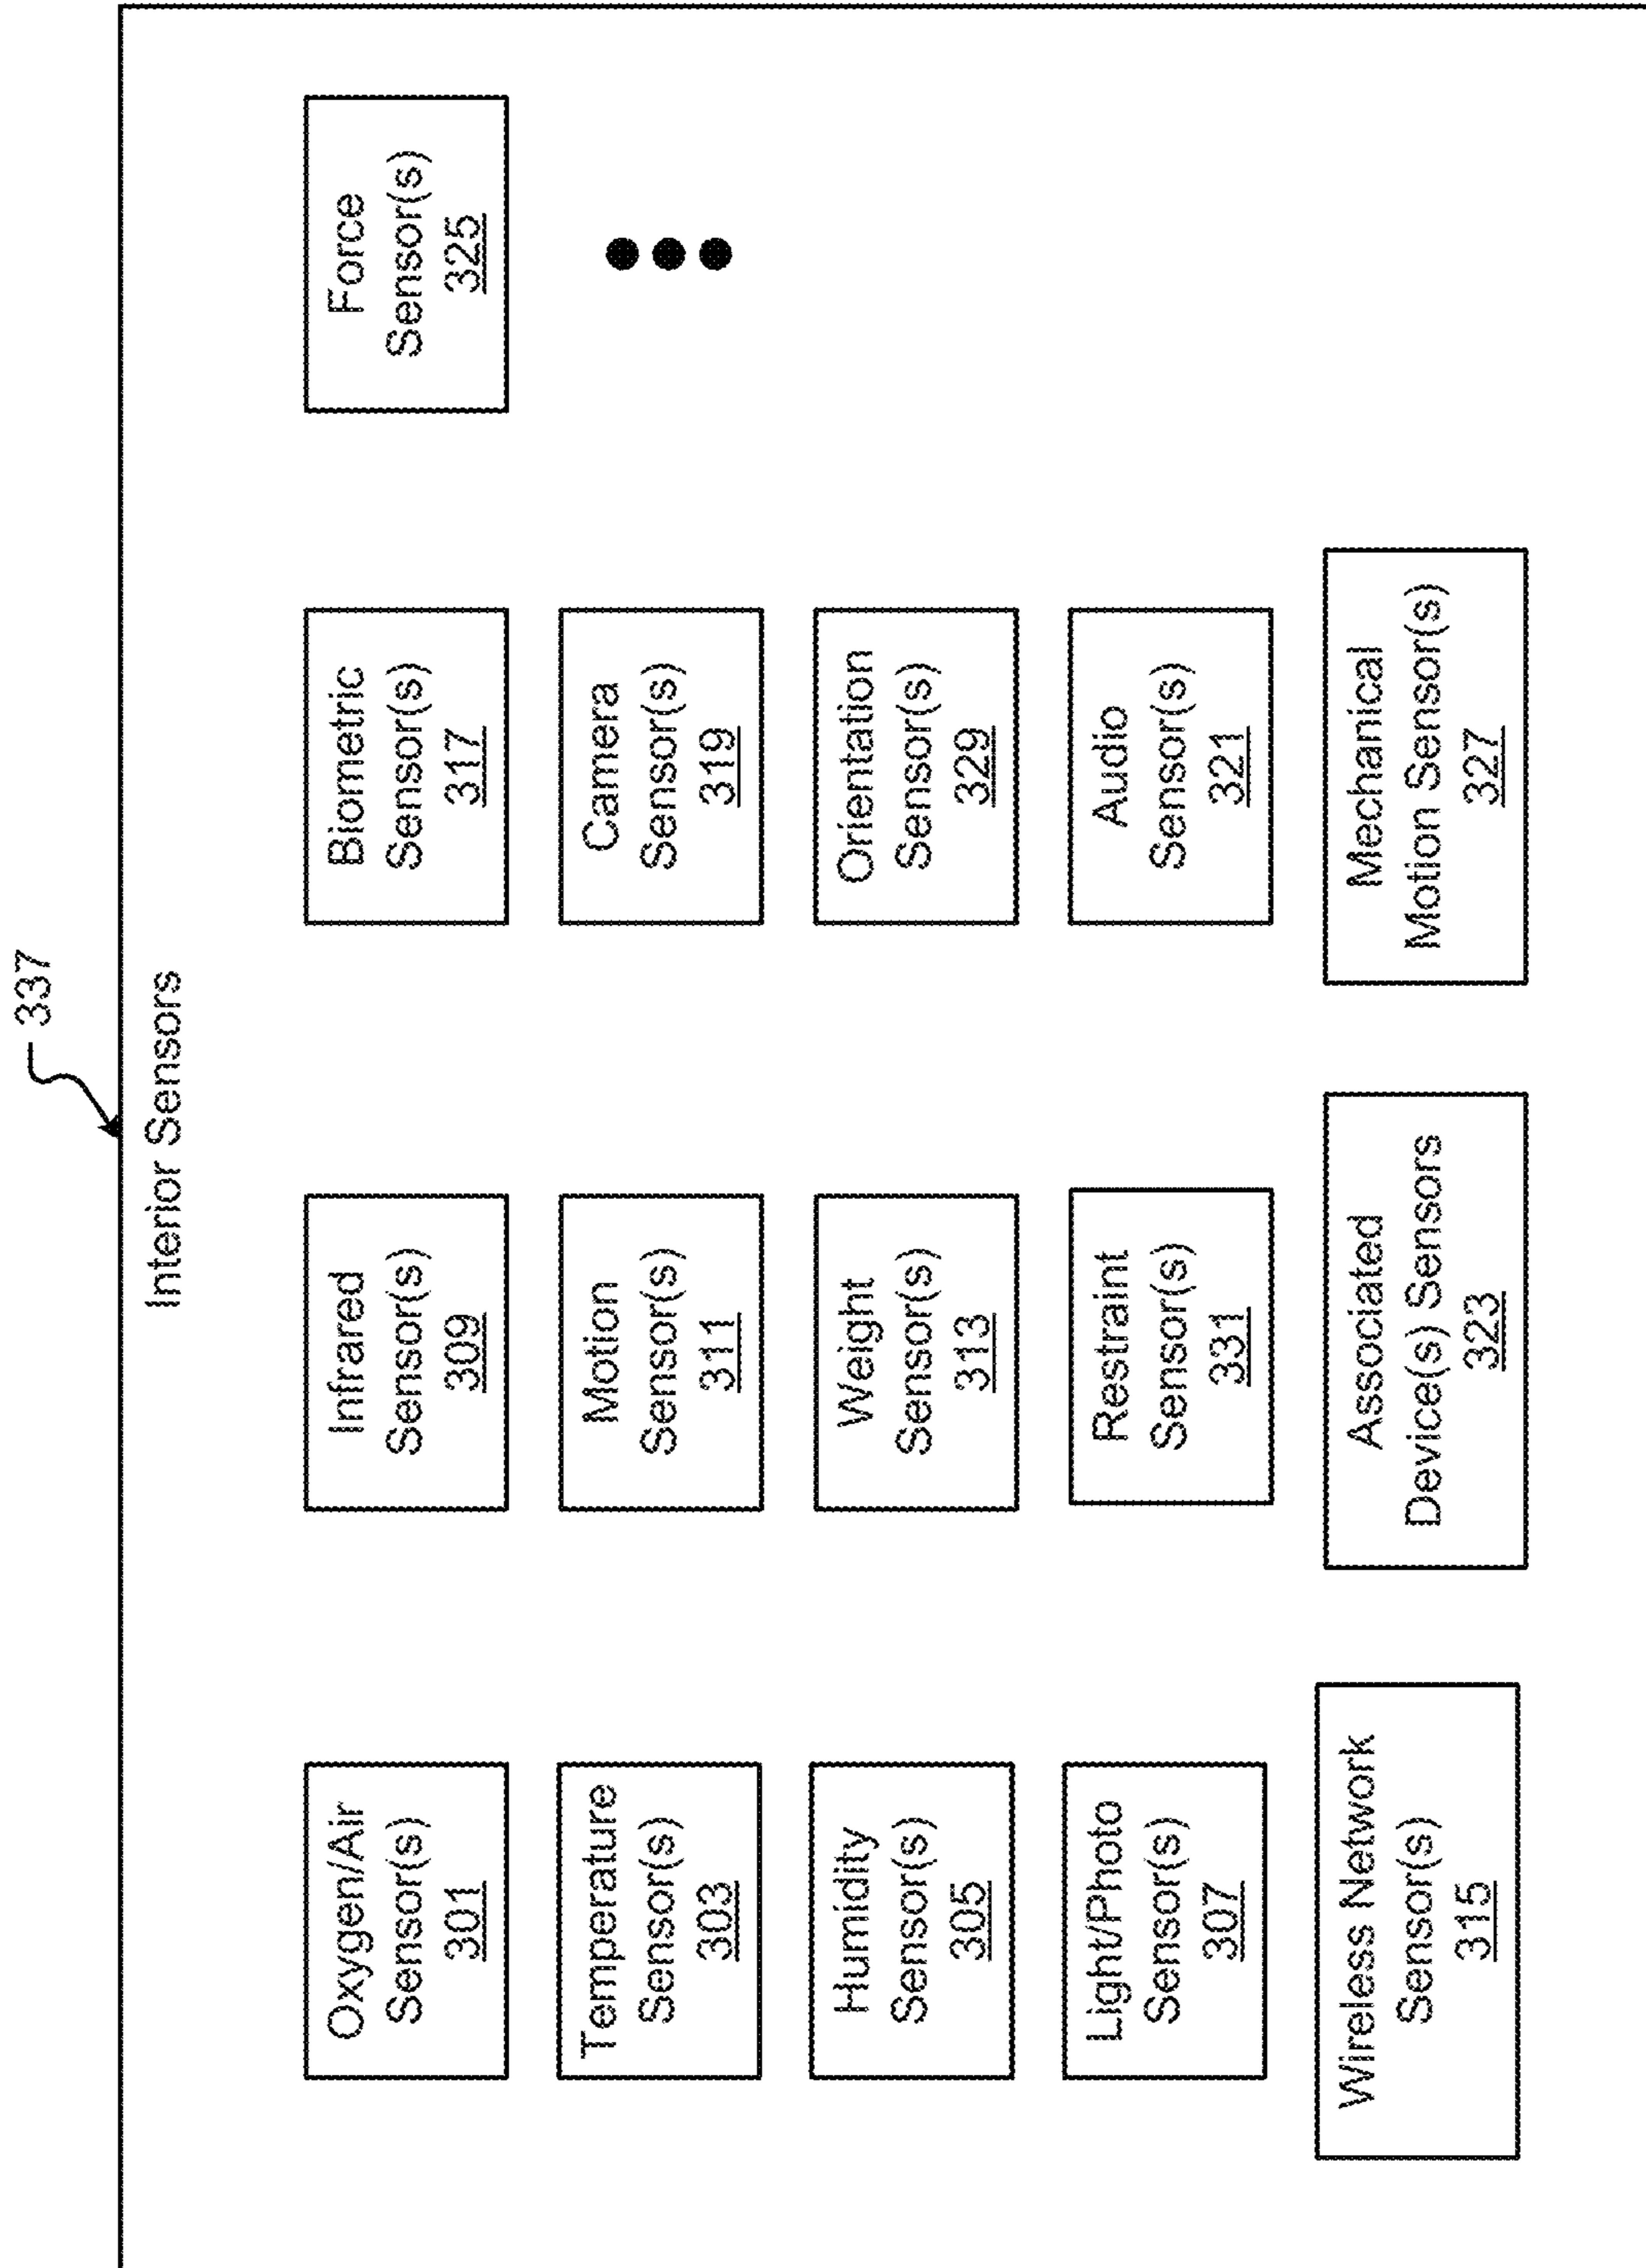 337
Interior Sensors
Oxygen/Air
Sensor(s)
301
Temperature
Sensor(s)
303
Humidity
Sensor(s)
305
Light/Photo
Sensor(s)
307
Wireless Network
Sensor(s)
315
Infrared
Sensor(s)
309
Motion
Sensor(s)
311
Weight
Sensor(s)
313
Restraint
Sensor(s)
331
Associated
Device(s) Sensors
323
Biometric
Sensor(s)
317
Camera
Sensor(s)
319
Orientation
Sensor(s)
329
Audio
Sensor(s)
321
Mechanical
Motion Sensor(s)
327
Force
Sensor(s)
325